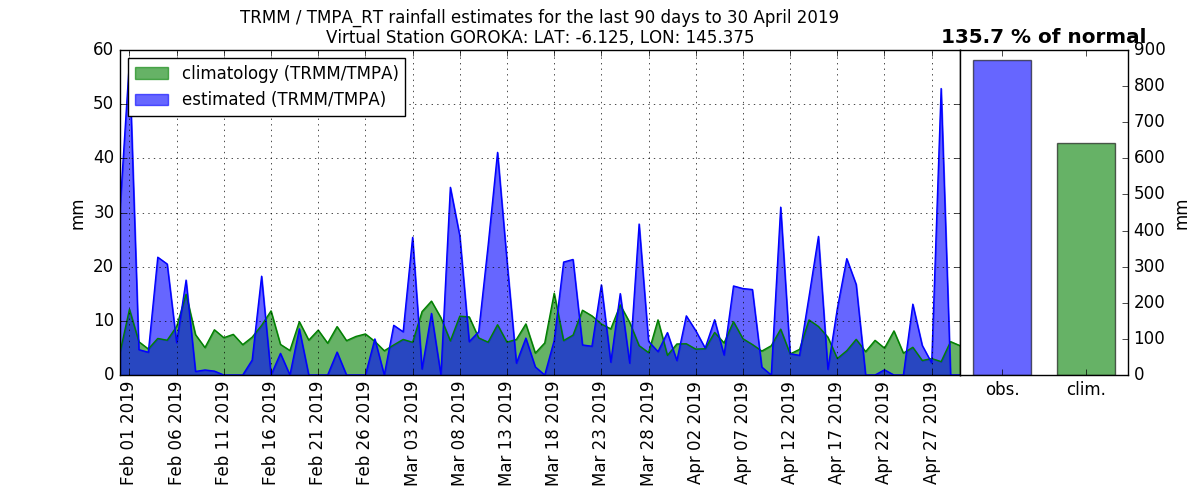 TRMM / TMPA_RT rainfall estimates for the last 90 days to 30 April 2019
Virtual Station GOROKA: LAT: -6.125, LON: 145.375
135.7 % of normal
climatology (TRMM/TMPA)
estimated (TRMM/TMPA)
mm
60
50
40
30
20
10
0
Feb 01 2019
Feb 06 2019
Feb 11 2019
Feb 16 2019
Feb 21 2019
Feb 26 2019
Mar 03 2019
Mar 08 2019
Mar 13 2019
Mar 18 2019
Mar 23 2019
Mar 28 2019
Apr 02 2019
Apr 07 2019
Apr 12 2019
Apr 17 2019
Apr 22 2019
Apr 27 2019
obs.
clim.
900
800
700
600
500
400
300
200
100
0
mm